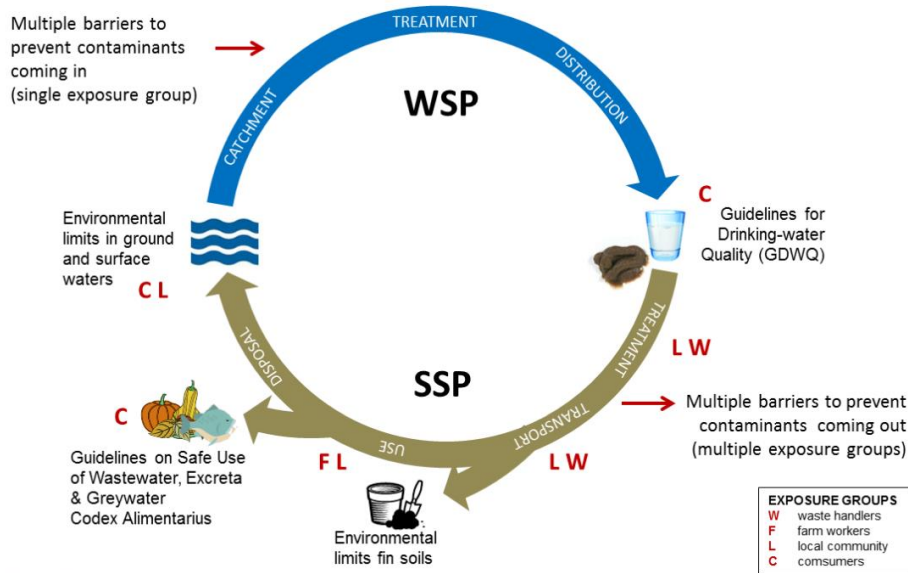 Multiple barriers to
prevent contaminants
coming in
(single exposure group)
CATCHMENT
TREATMENT
DISTRIBUTION
WSP
C
Guidelines for
Drinking-water
Quality (GDWQ)
Environmental
limits in ground
and surface
waters
C L
TREATMENT
L W
SSP
TRANSPORT
L W
Multiple barriers to prevent
contaminants coming out
(multiple exposure groups)
USE
F L
DISPOSAL
C
Guidelines on Safe Use
of Wastewater, Excreta
& Greywater
Codex Alimentarius
Environmental
limits fin soils
EXPOSURE GROUPS
W waste handlers
F farm workers
L local community
C comsumers